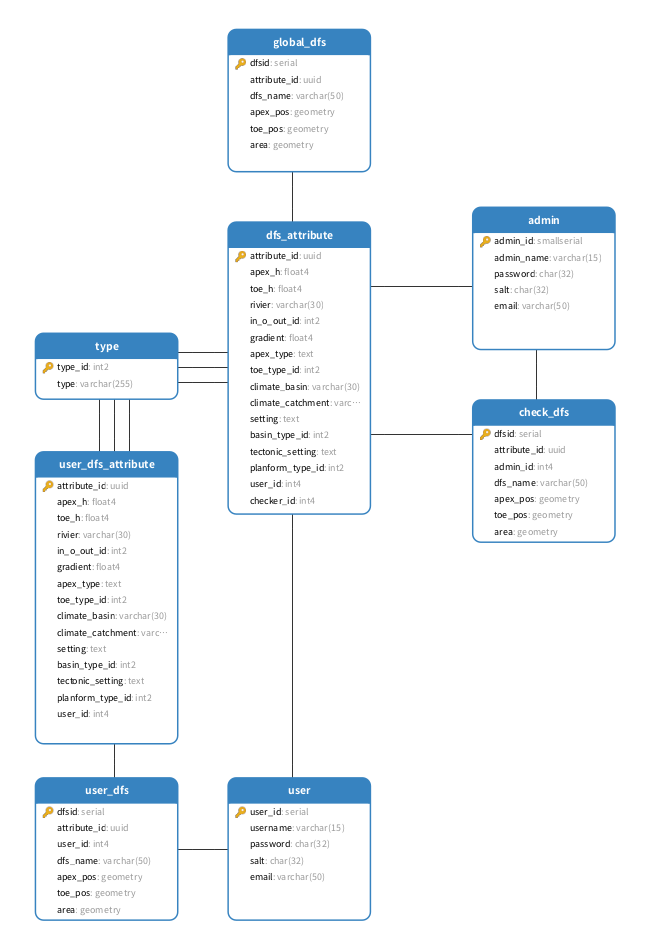 global_dfs
dfsid: serial
attribute_id: uuid
dfs_name: varchar(50)
apex_pos: geometry
toe_pos: geometry
area: geometry
dfs_attribute
attribute_id: uuid
apex_h: float4
toe_h: float4
rivier: varchar(30)
in_o_out_id: int2
gradient: float4
apex_type: text
toe_type_id: int2
climate_basin: varchar(30)
climate_catchment: varc···
setting: text
basin_type_id: int2
tectonic_setting: text
planform_type_id: int2
user_id: int4
checker_id: int4
admin
admin_id: smallserial
admin_name: varchar(15)
password: char(32)
salt: char(32)
email: varchar(50)
type
type_id: int2
type: varchar(255)
check_dfs
dfsid: serial
attribute_id: uuid
admin_id: int4
dfs_name: varchar(50)
apex_pos: geometry
toe_pos: geometry
area: geometry
user_dfs_attribute
attribute_id: uuid
apex_h: float4
toe_h: float4
rivier: varchar(30)
in_o_out_id: int2
gradient: float4
apex_type: text
toe_type_id: int2
climate_basin: varchar(30)
climate_catchment: varc···
setting: text
basin_type_id: int2
tectonic_setting: text
planform_type_id: int2
user_id: int4
user_dfs
dfsid: serial
attribute_id: uuid
user_id: int4
dfs_name: varchar(50)
apex_pos: geometry
toe_pos: geometry
area: geometry
user
user_id: serial
username: varchar(15)
password: char(32)
salt: char(32)
email: varchar(50)